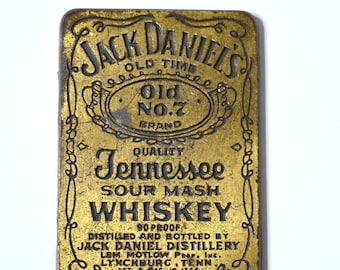 JACK DANIEL'S
OLD TIME
Old
NO.7
BRAND
QUALITY
Tennessee
SOUR MASH
WHISKEY
90 PROOF
DISTILLED AND BOTTLED BY
JACK DANIEL DISTILLERY
LEM MOTLOW PROP. INC.
LYNCHBURG, TENN.